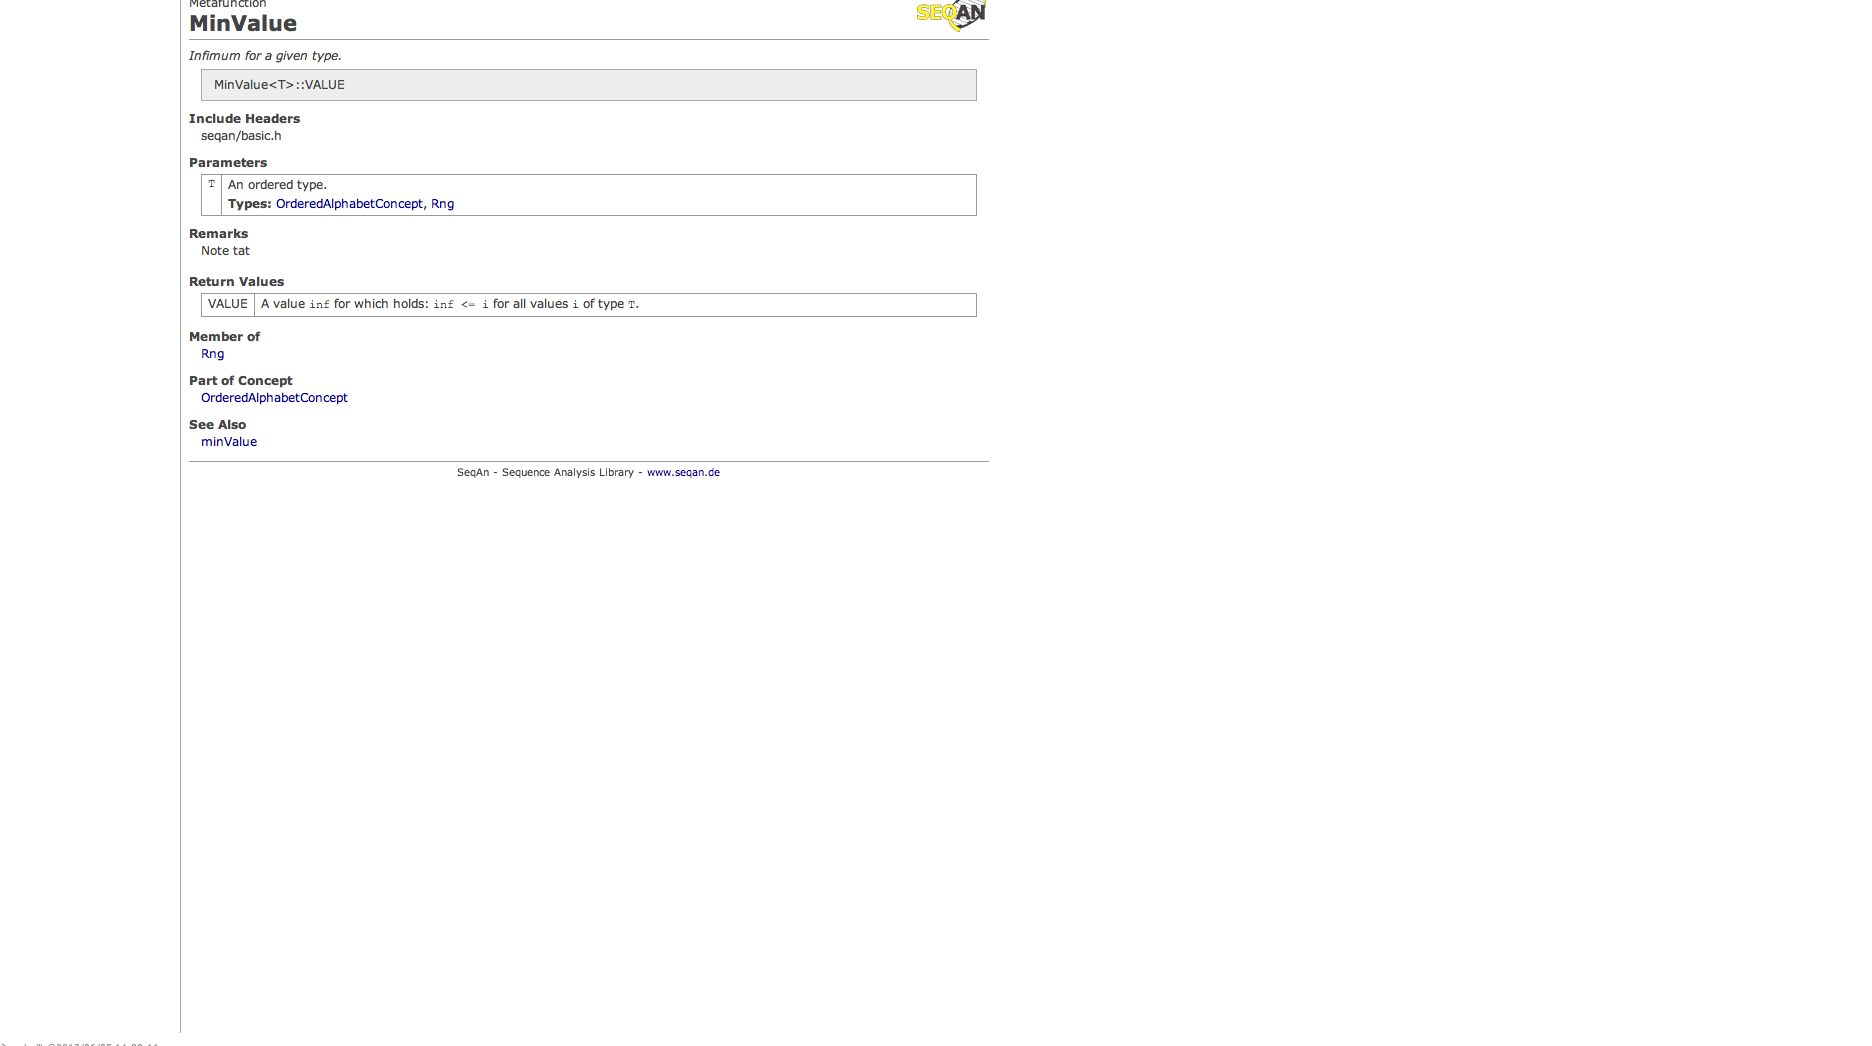 Metafunction
MinValue
SEQAN
Infimum for a given type.
MinValue<T>::VALUE
Include Headers
seqan/basic.h
Parameters
T An ordered type.
Types: OrderedAlphabetConcept, Rng
Remarks
Note tat
Return Values
VALUE A value inf for which holds: inf <= i for all values i of type T.
Member of
Rng
Part of Concept
OrderedAlphabetConcept
See Also
minValue
SeqAn - Sequence Analysis Library - www.seqan.de